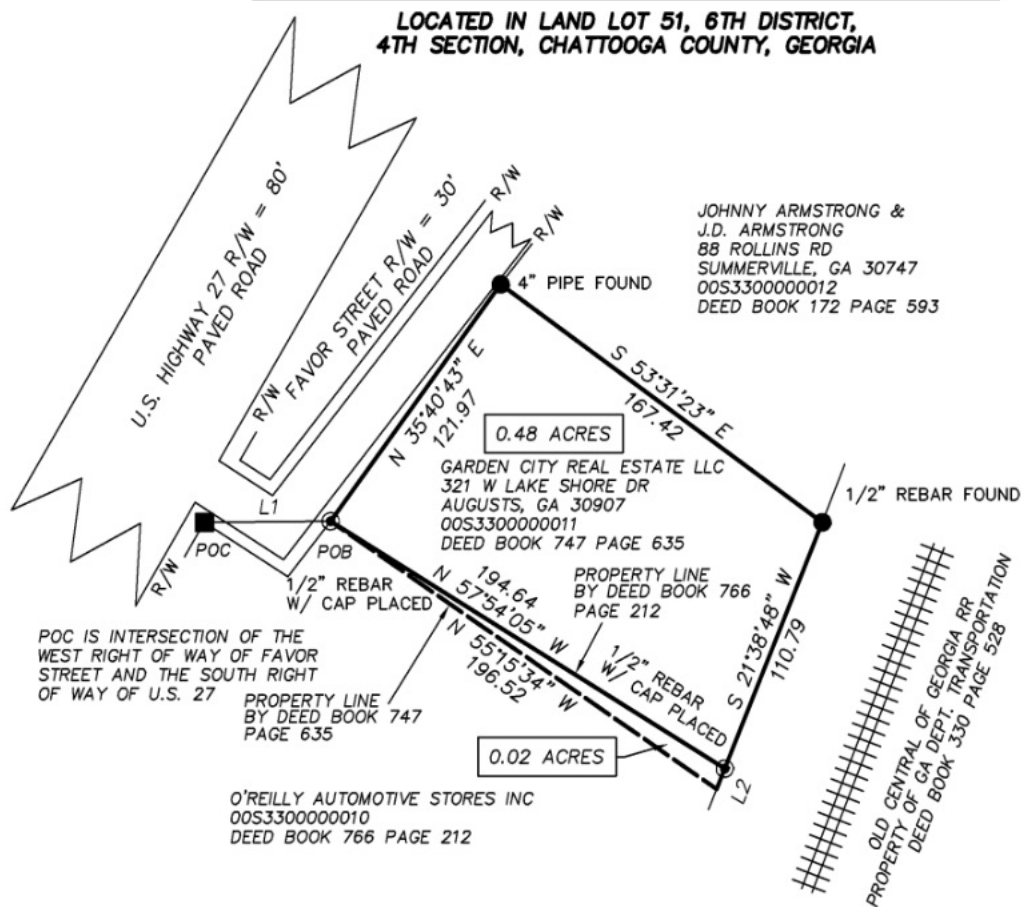 LOCATED IN LAND LOT 51, 6TH DISTRICT,
4TH SECTION, CHATTOOGA COUNTY, GEORGIA
U.S. HIGHWAY 27 R/W = 80'
PAVED ROAD
FAVOR STREET R/W = 30'
PAVED ROAD
R/W
R/W
R/W
R/W
JOHNNY ARMSTRONG &
J.D. ARMSTRONG
88 ROLLINS RD
SUMMERVILLE, GA 30747
00S3300000012
DEED BOOK 172 PAGE 593
4" PIPE FOUND
S 53°31'23" E
167.42
N 35°40'43" E
121.97
0.48 ACRES
GARDEN CITY REAL ESTATE LLC
321 W LAKE SHORE DR
AUGUSTS, GA 30907
00S3300000011
DEED BOOK 747 PAGE 635
1/2" REBAR FOUND
L1
POC
POB
1/2" REBAR
W/ CAP PLACED
194.64
N 57°54'05" W
PROPERTY LINE
BY DEED BOOK 766
PAGE 212
N 55°15'34" W
196.52
1/2" REBAR
W/ CAP PLACED
S 21°38'48" W
110.79
POC IS INTERSECTION OF THE
WEST RIGHT OF WAY OF FAVOR
STREET AND THE SOUTH RIGHT
OF WAY OF U.S. 27
PROPERTY LINE
BY DEED BOOK 747
PAGE 635
0.02 ACRES
L2
O'REILLY AUTOMOTIVE STORES INC
00S3300000010
DEED BOOK 766 PAGE 212
OLD CENTRAL OF GEORGIA RR
PROPERTY OF GA DEPT. TRANSPORTATION
DEED BOOK 330 PAGE 528